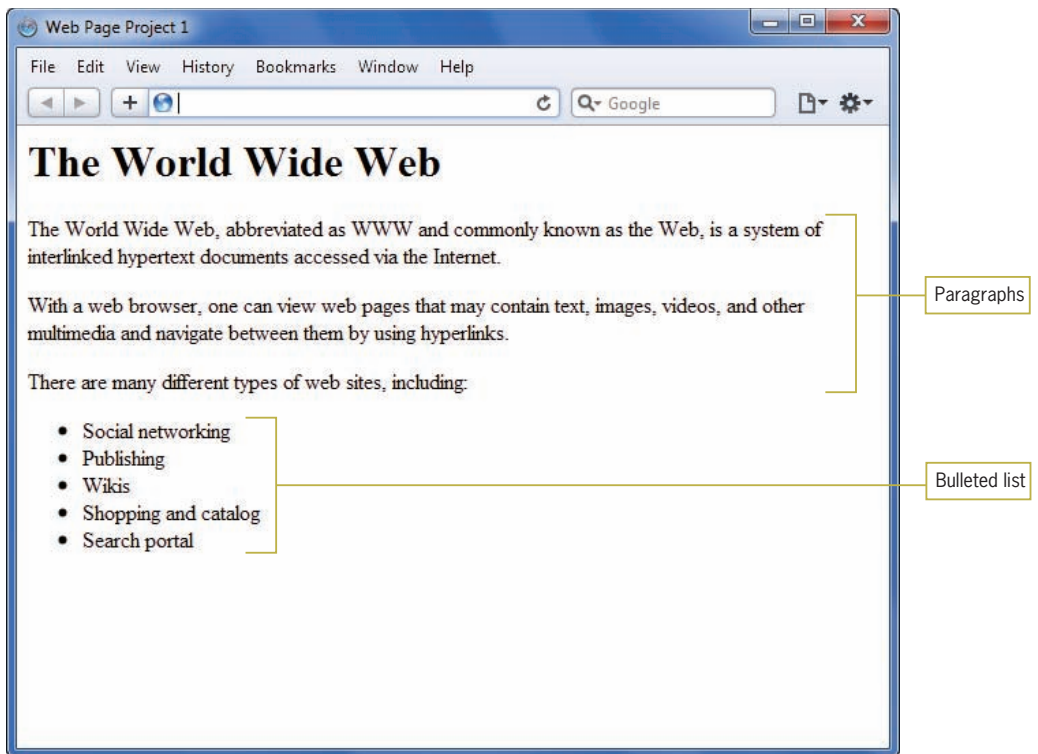 Web Page Project 1
File Edit View History Bookmarks Window Help
Google
The World Wide Web
The World Wide Web, abbreviated as WWW and commonly known as the Web, is a system of
interlinked hypertext documents accessed via the Internet.
With a web browser, one can view web pages that may contain text, images, videos, and other
multimedia and navigate between them by using hyperlinks.
There are many different types of web sites, including:
• Social networking
• Publishing
• Wikis
• Shopping and catalog
• Search portal
Paragraphs
Bulleted list